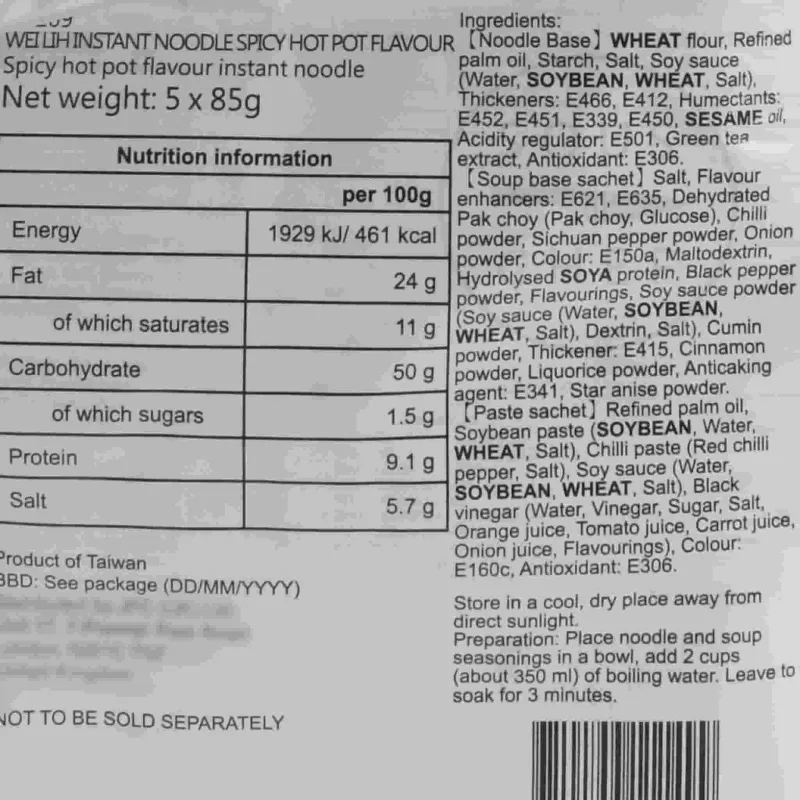 WEI LIH INSTANT NOODLE SPICY HOT POT FLAVOUR
Spicy hot pot flavour instant noodle
Net weight: 5 x 85g
Nutrition information
per 100g
Energy 1929 kJ/ 461 kcal
Fat 24 g
of which saturates 11 g
Carbohydrate 50 g
of which sugars 1.5 g
Protein 9.1 g
Salt 5.7 g
Product of Taiwan
BBD: See package (DD/MM/YYYY)
NOT TO BE SOLD SEPARATELY
Ingredients:
【Noodle Base】 WHEAT flour, Refined
palm oil, Starch, Salt, Soy sauce
(Water, SOYBEAN, WHEAT, Salt),
Thickeners: E466, E412, Humectants:
E452, E451, E339, E450, SESAME oil,
Acidity regulator: E501, Green tea
extract, Antioxidant: E306.
【Soup base sachet】 Salt, Flavour
enhancers: E621, E635, Dehydrated
Pak choy (Pak choy, Glucose), Chilli
powder, Sichuan pepper powder, Onion
powder, Colour: E150a, Maltodextrin,
Hydrolysed SOYA protein, Black pepper
powder, Flavourings, Soy sauce powder
(Soy sauce (Water, SOYBEAN,
WHEAT, Salt), Dextrin, Salt), Cumin
powder, Thickener: E415, Cinnamon
powder, Liquorice powder, Anticaking
agent: E341, Star anise powder.
【Paste sachet】 Refined palm oil,
Soybean paste (SOYBEAN, Water,
WHEAT, Salt), Chilli paste (Red chilli
pepper, Salt), Soy sauce (Water,
SOYBEAN, WHEAT, Salt), Black
vinegar (Water, Vinegar, Sugar, Salt,
Orange juice, Tomato juice, Carrot juice,
Onion juice, Flavourings), Colour:
E160c, Antioxidant: E306.
Store in a cool, dry place away from
direct sunlight.
Preparation: Place noodle and soup
seasonings in a bowl, add 2 cups
(about 350 ml) of boiling water. Leave to
soak for 3 minutes.